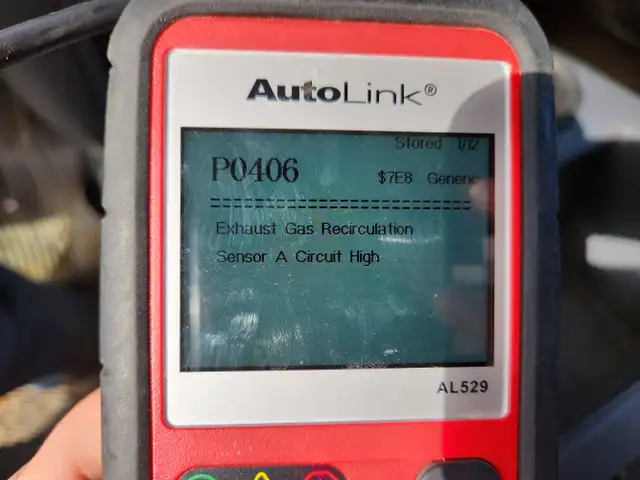 AutoLink®
Stored 1/12
P0406 $7E8 Generic
==============================
Exhaust Gas Recirculation
Sensor A Circuit High
AL529